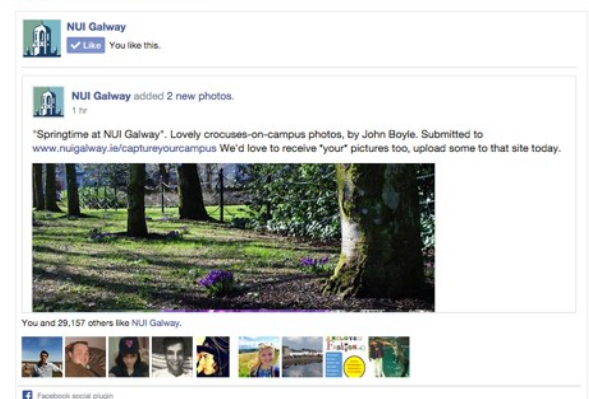 NUI Galway
Like You like this.
NUI Galway added 2 new photos.
1 hr
"Springtime at NUI Galway". Lovely crocuses-on-campus photos, by John Boyle. Submitted to
www.nuigalway.ie/captureyourcampus We'd love to receive *your* pictures too, upload some to that site today.
You and 29,157 others like NUI Galway.
Facebook social plugin